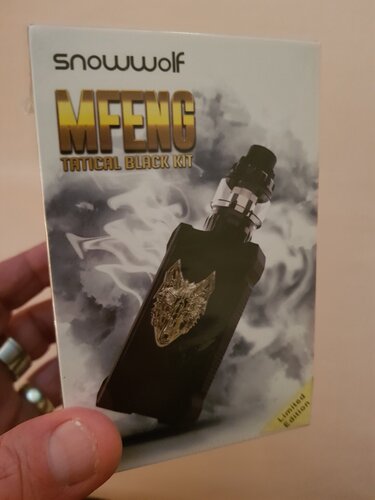 snowwolf
MFENG
TATICAL BLACK KIT
Limited
Edition